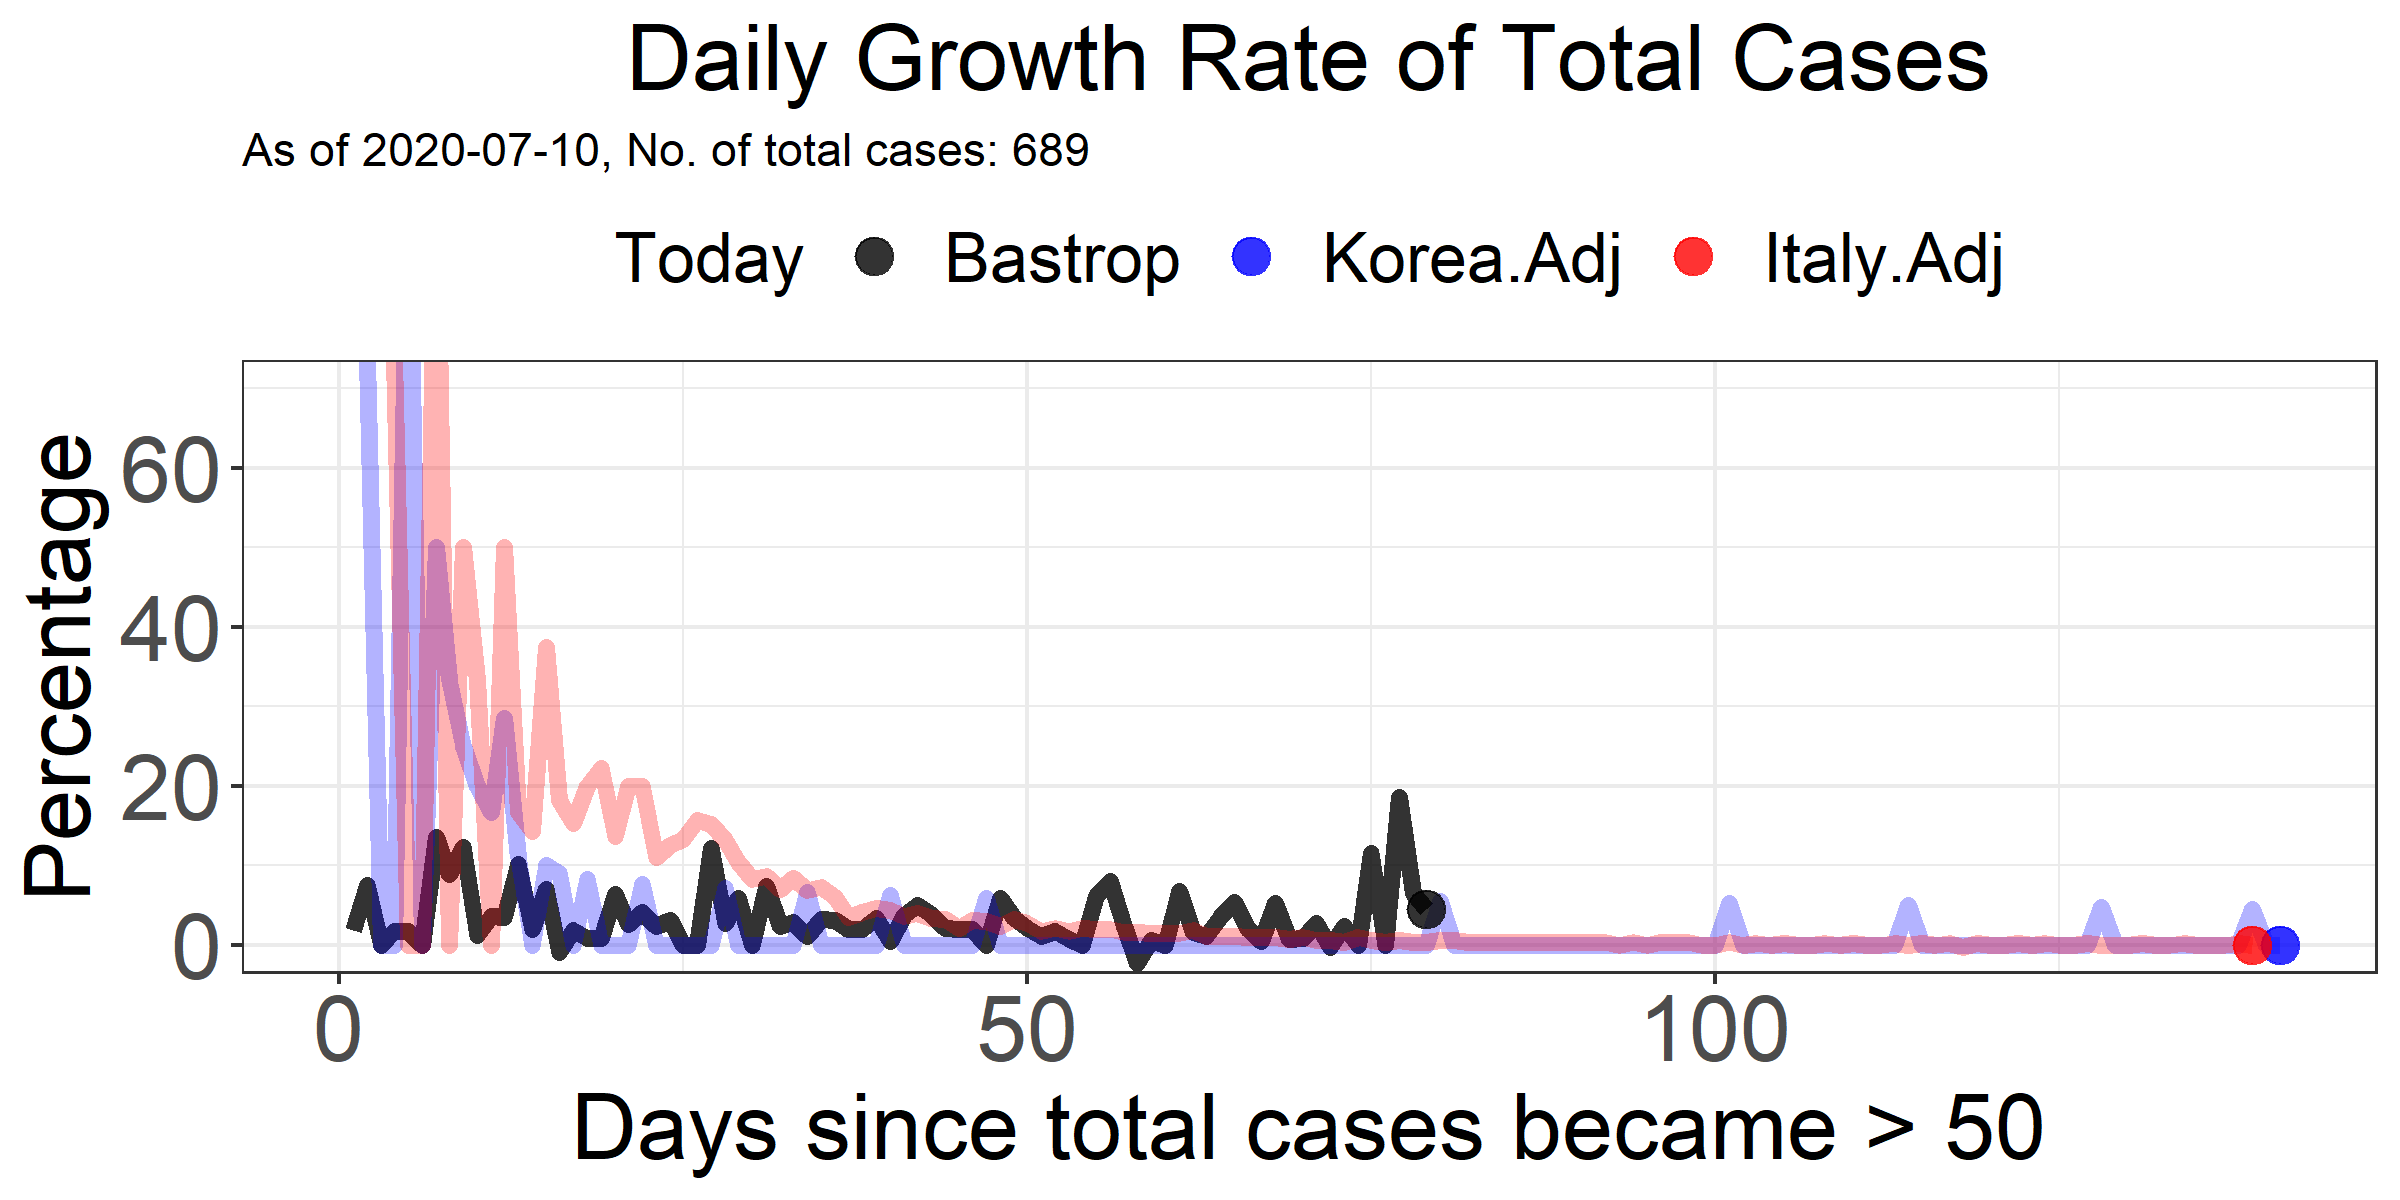 Daily Growth Rate of Total Cases
As of 2020-07-10, No. of total cases: 689
Today Bastrop Korea.Adj Italy.Adj
Percentage
60
40
20
0
0 50 100
Days since total cases became > 50